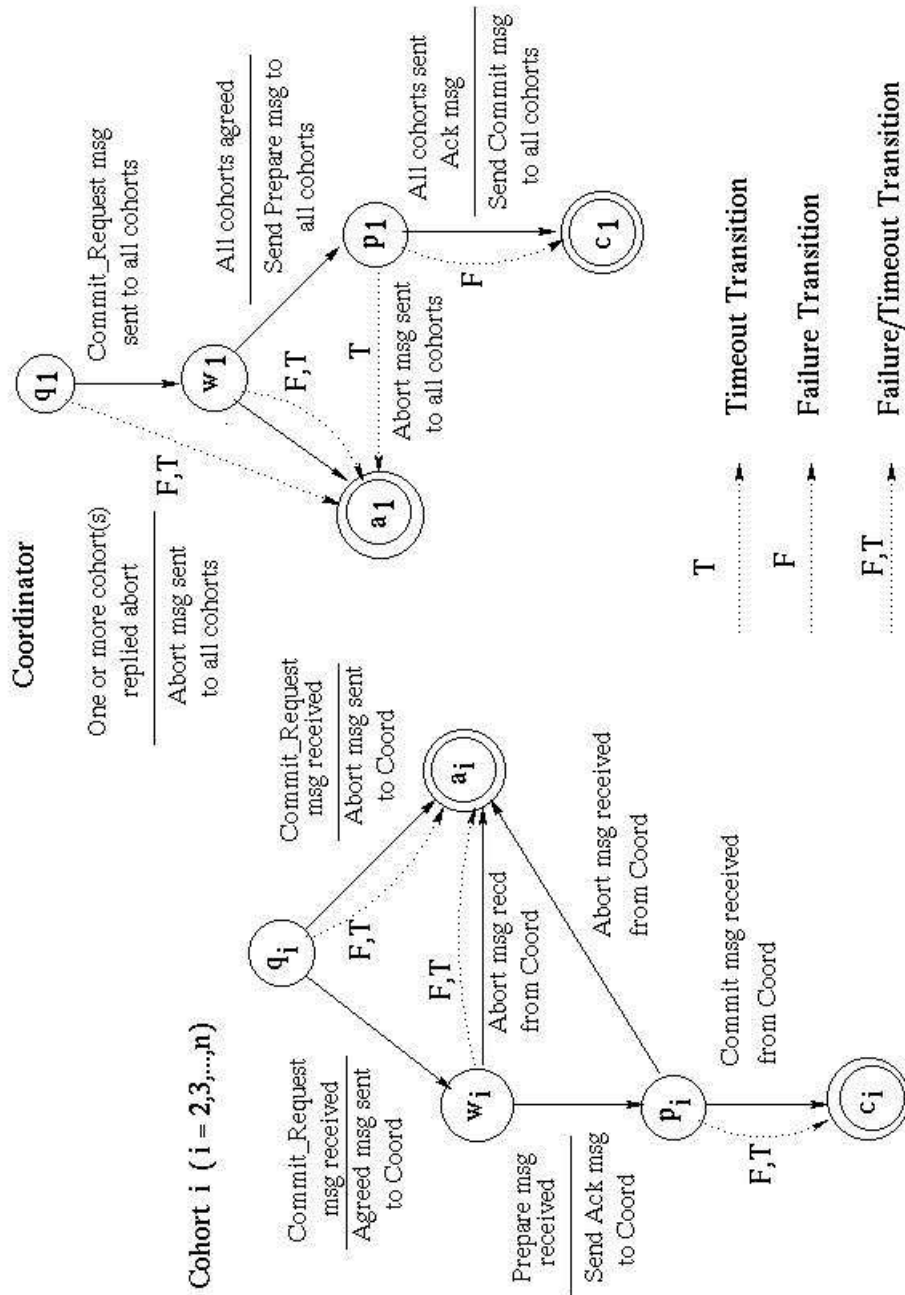 Coordinator
q1
Commit_Request msg
sent to all cohorts
F,T
One or more cohort(s)
replied abort
Abort msg sent
to all cohorts
w1
All cohorts agreed
Send Prepare msg to
all cohorts
F,T
a1
p1
T
Abort msg sent
to all cohorts
All cohorts sent
Ack msg
Send Commit msg
to all cohorts
F
c1
Cohort i ( i = 2,3,...,n)
qi
Commit_Request
msg received
Agreed msg sent
to Coord
Commit_Request
msg received
Abort msg sent
to Coord
F,T
wi
F,T
Abort msg recd
from Coord
ai
Prepare msg
received
Send Ack msg
to Coord
pi
Abort msg received
from Coord
Commit msg received
from Coord
F,T
ci
T
Timeout Transition
F
Failure Transition
F,T
Failure/Timeout Transition